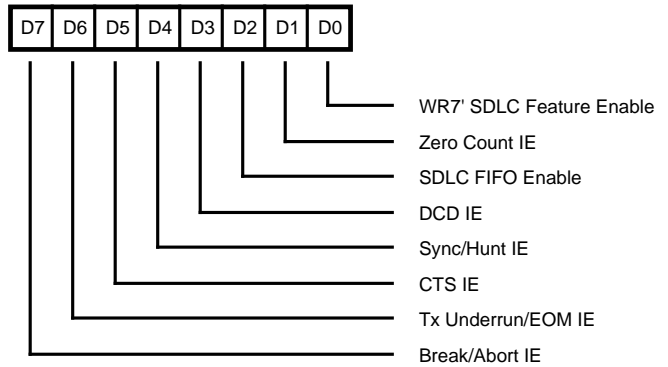 D7 D6 D5 D4 D3 D2 D1 D0
WR7' SDLC Feature Enable
Zero Count IE
SDLC FIFO Enable
DCD IE
Sync/Hunt IE
CTS IE
Tx Underrun/EOM IE
Break/Abort IE